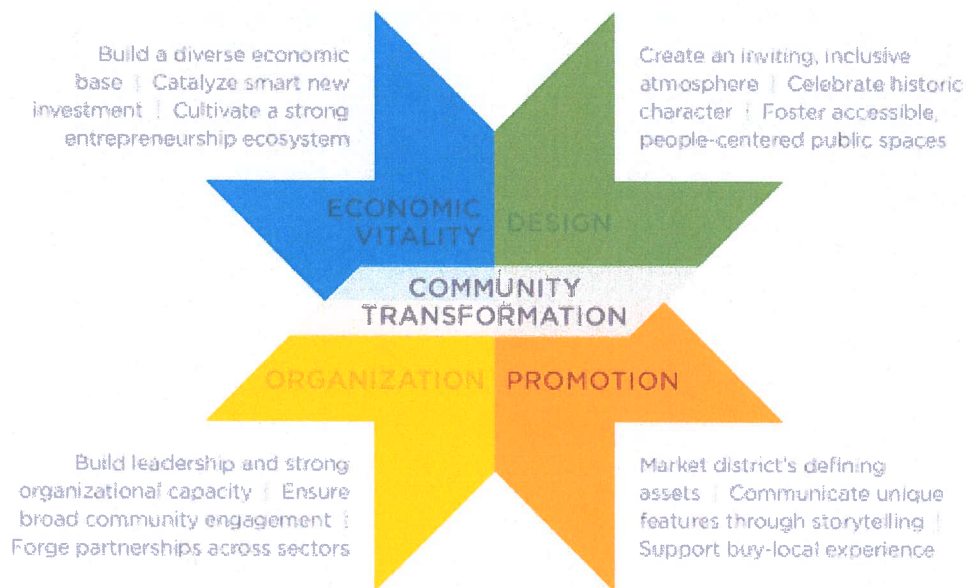 Build a diverse economic
base | Catalyze smart new
investment | Cultivate a strong
entrepreneurship ecosystem
Create an inviting, inclusive
atmosphere | Celebrate historic
character | Foster accessible,
people-centered public spaces
ECONOMIC
VITALITY
DESIGN
COMMUNITY
TRANSFORMATION
ORGANIZATION
PROMOTION
Build leadership and strong
organizational capacity | Ensure
broad community engagement |
Forge partnerships across sectors
Market district's defining
assets | Communicate unique
features through storytelling |
Support buy-local experience